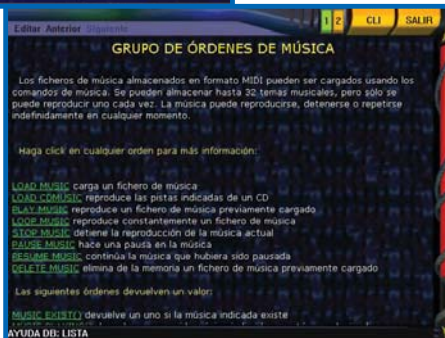 1 2 CLI SALIR
Editar Anterior Siguiente
GRUPO DE ÓRDENES DE MÚSICA
Los ficheros de música almacenados en formato MIDI pueden ser cargados usando los
comandos de música. Se pueden almacenar hasta 32 temas musicales, pero sólo se
puede reproducir uno cada vez. La música puede reproducirse, detenerse o repetirse
indefinidamente en cualquier momento.
Haga click en cualquier orden para más información:
LOAD MUSIC carga un fichero de música
LOAD CDMUSIC reproduce las pistas indicadas de un CD
PLAY MUSIC reproduce un fichero de música previamente cargado
LOOP MUSIC reproduce constantemente un fichero de música
STOP MUSIC detiene la reproducción de la música actual
PAUSE MUSIC hace una pausa en la música
RESUME MUSIC continúa la música que hubiera sido pausada
DELETE MUSIC elimina de la memoria un fichero de música previamente cargado
Las siguientes órdenes devuelven un valor:
MUSIC EXIST() devuelve un uno si la música indicada existe
AYUDA DB: LISTA